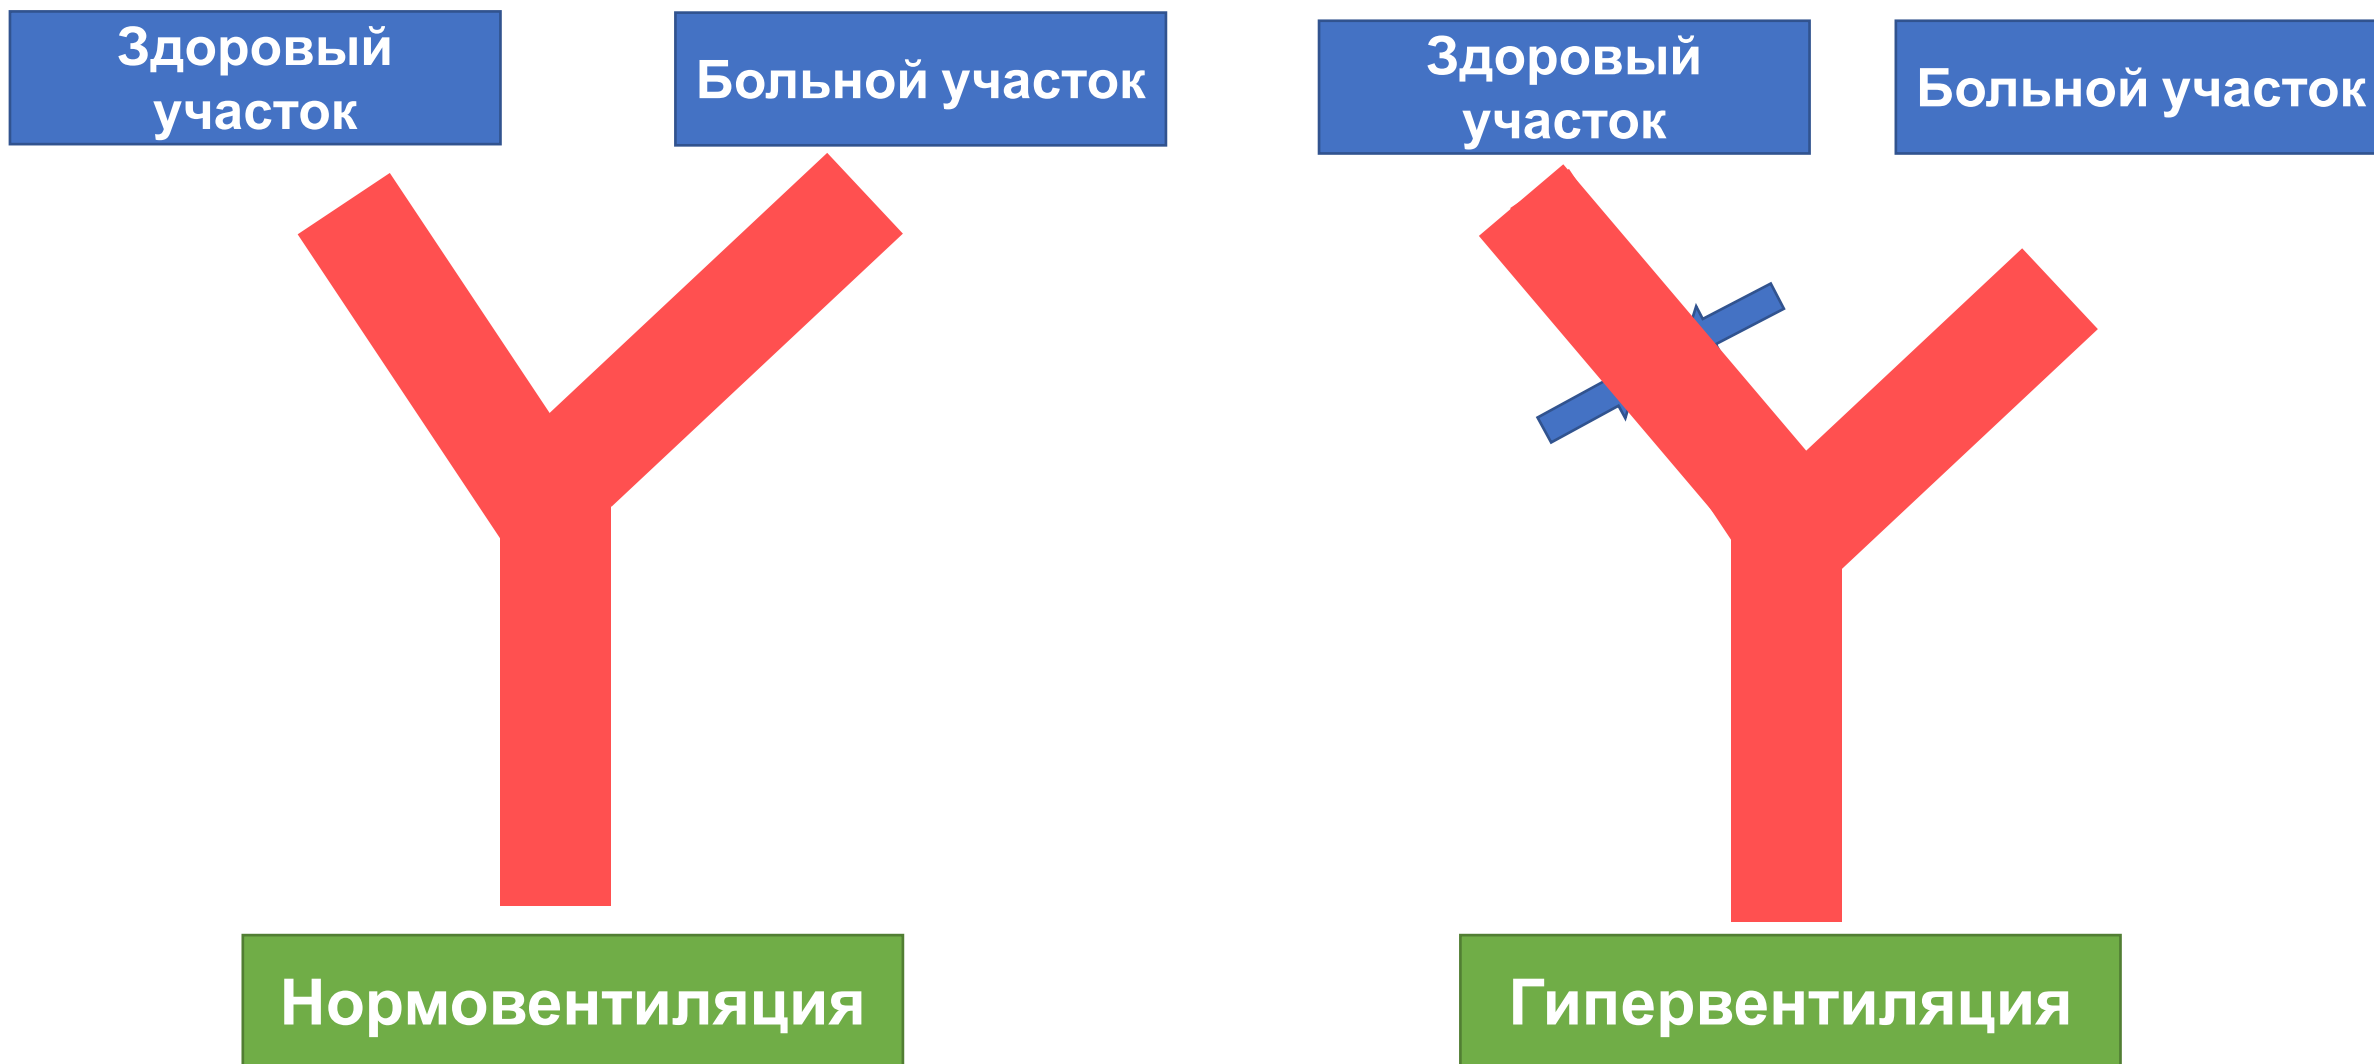 Здоровый
участок
Больной участок
Здоровый
участок
Больной участок
Нормовентиляция
Гипервентиляция